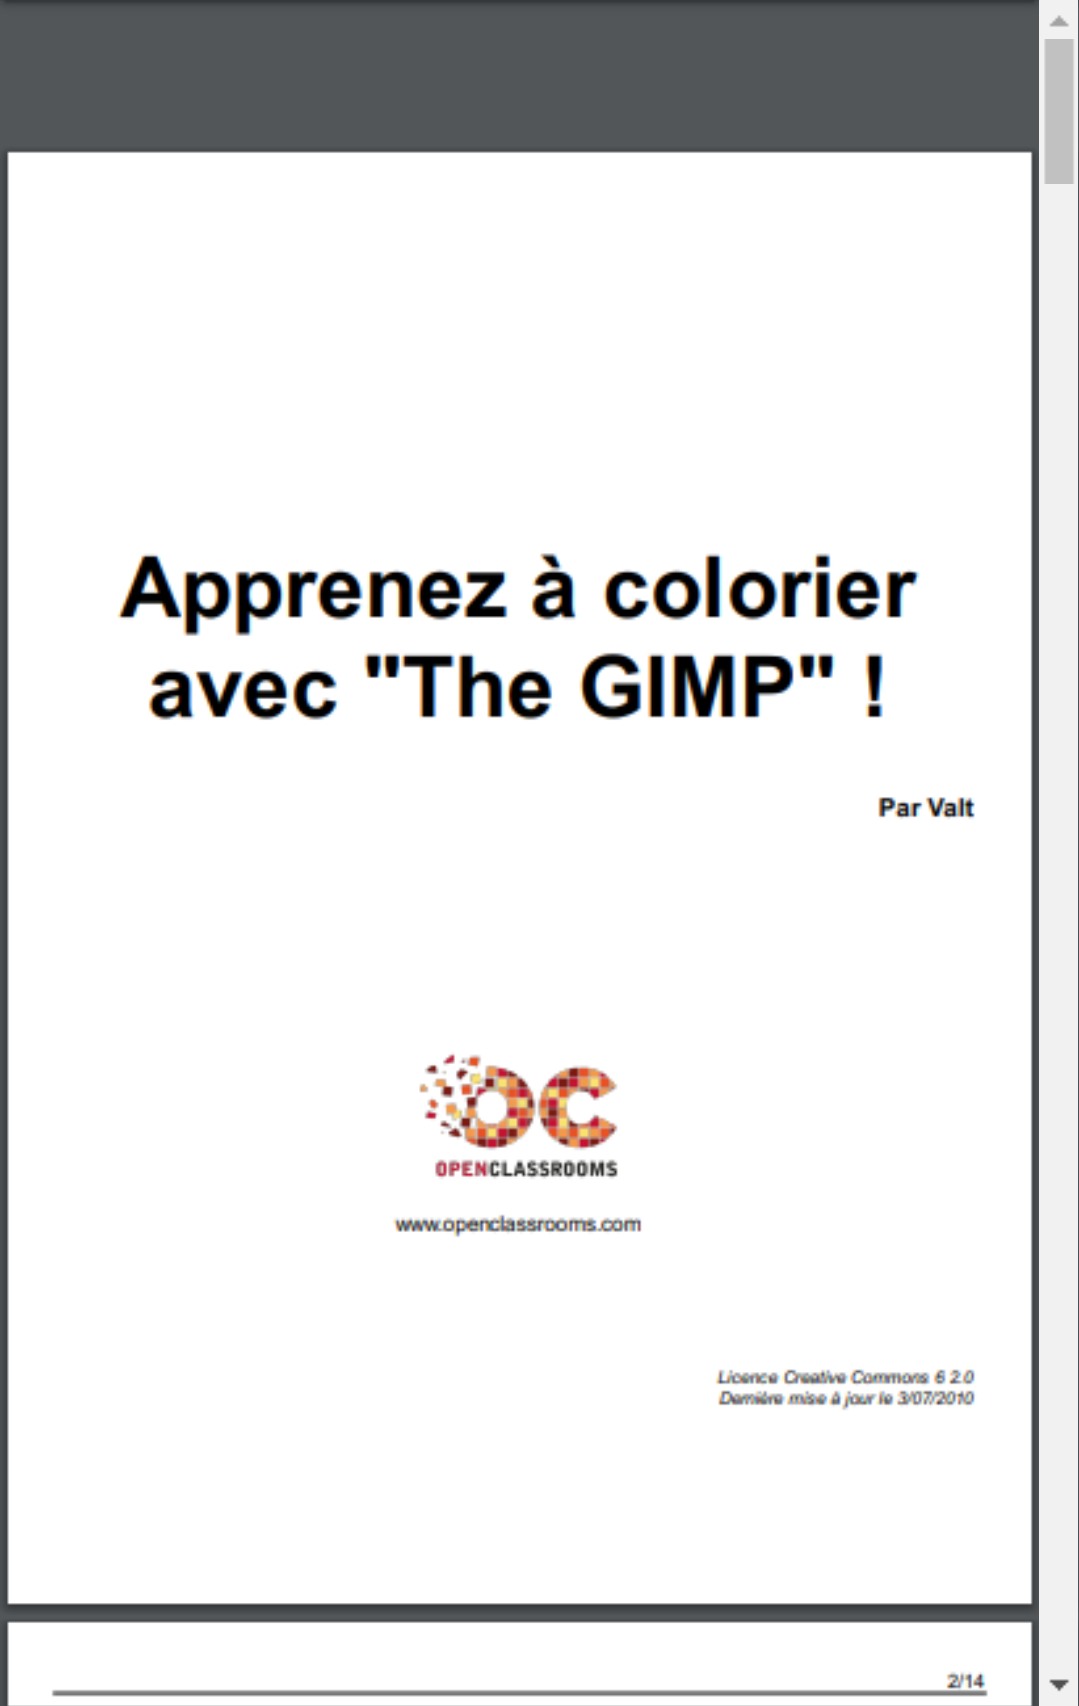 Apprenez à colorier
avec "The GIMP" !
Par Valt
OPENCLASSROOMS
www.openclassrooms.com
Licence Creative Commons 6 2.0
Dernière mise à jour le 3/07/2010
2/14